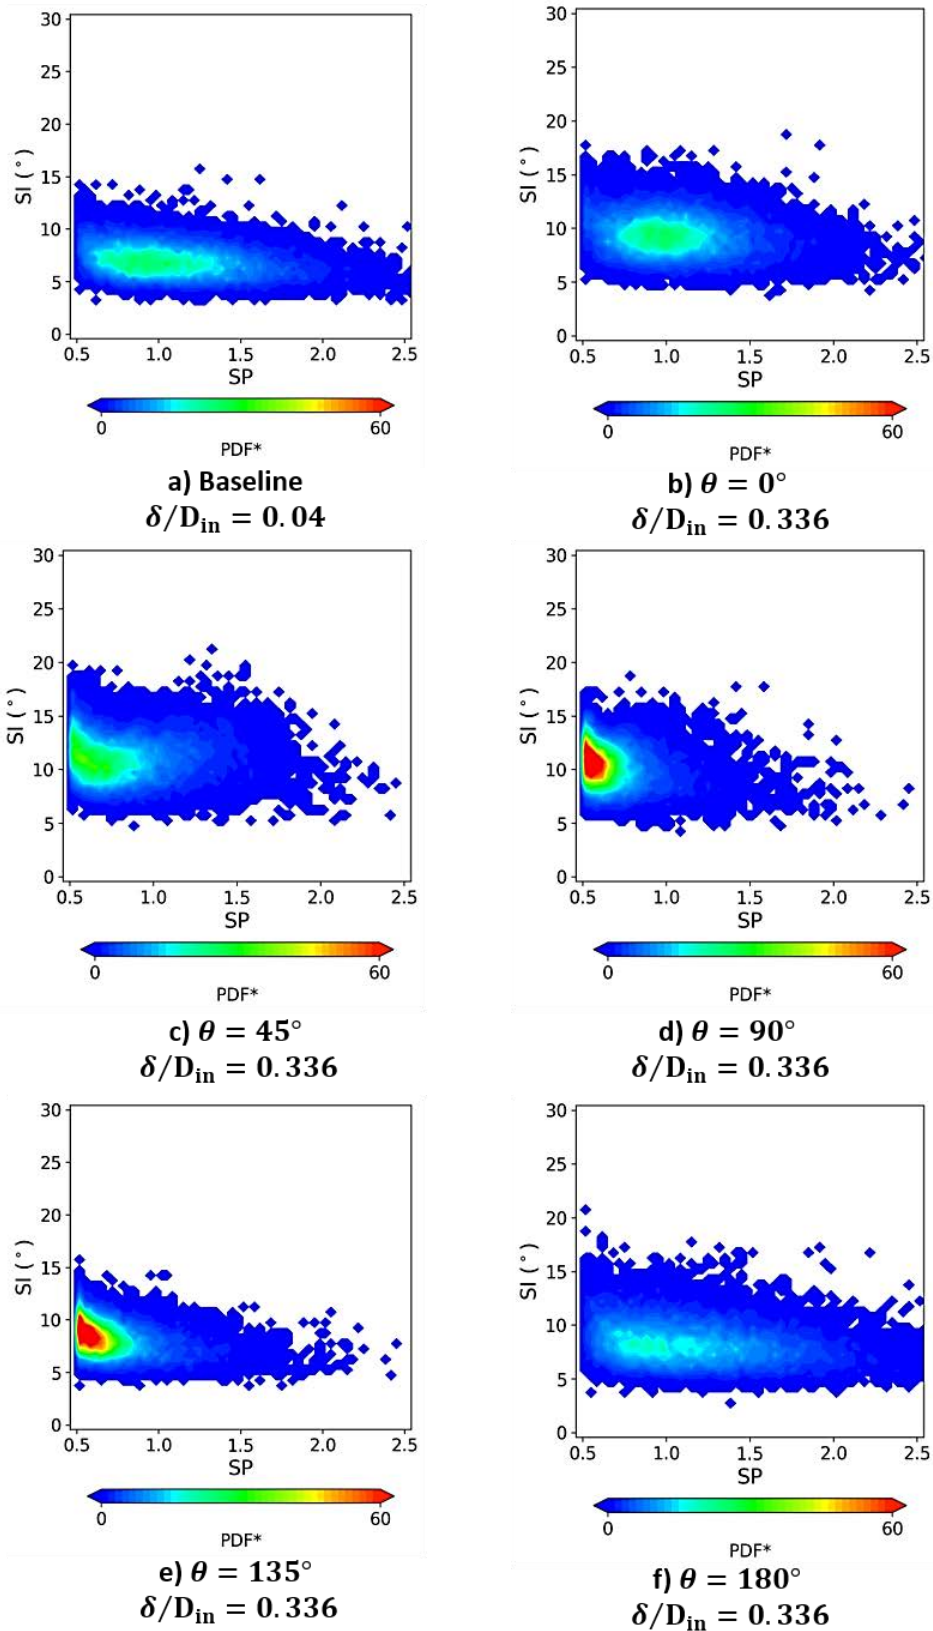 30
25
20
15
10
5
0
SI (°)
0.5 1.0 1.5 2.0 2.5
SP
0 60
PDF*
a) Baseline
δ/D_in = 0.04
30
25
20
15
10
5
0
SI (°)
0.5 1.0 1.5 2.0 2.5
SP
0 60
PDF*
b) θ = 0°
δ/D_in = 0.336
30
25
20
15
10
5
0
SI (°)
0.5 1.0 1.5 2.0 2.5
SP
0 60
PDF*
c) θ = 45°
δ/D_in = 0.336
30
25
20
15
10
5
0
SI (°)
0.5 1.0 1.5 2.0 2.5
SP
0 60
PDF*
d) θ = 90°
δ/D_in = 0.336
30
25
20
15
10
5
0
SI (°)
0.5 1.0 1.5 2.0 2.5
SP
0 60
PDF*
e) θ = 135°
δ/D_in = 0.336
30
25
20
15
10
5
0
SI (°)
0.5 1.0 1.5 2.0 2.5
SP
0 60
PDF*
f) θ = 180°
δ/D_in = 0.336